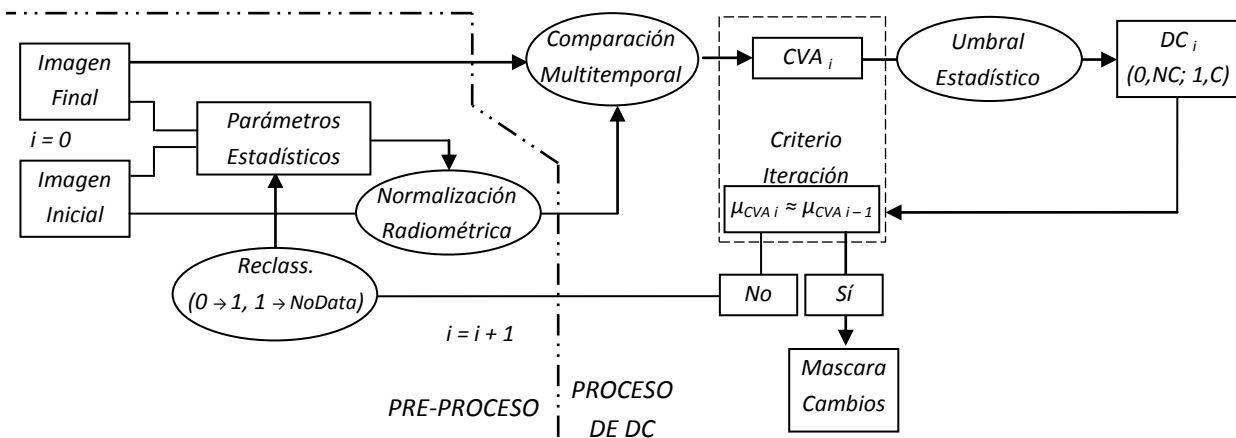 Imagen
Final
i = 0
Imagen
Inicial
Parámetros
Estadísticos
Normalización
Radiométrica
Reclass.
(0 → 1, 1 → NoData)
i = i + 1
PRE-PROCESO
PROCESO
DE DC
Comparación
Multitemporal
CVA i
Criterio
Iteración
μCVA i ≈ μCVA i – 1
No
Sí
Mascara
Cambios
Umbral
Estadístico
DC i
(0,NC; 1,C)